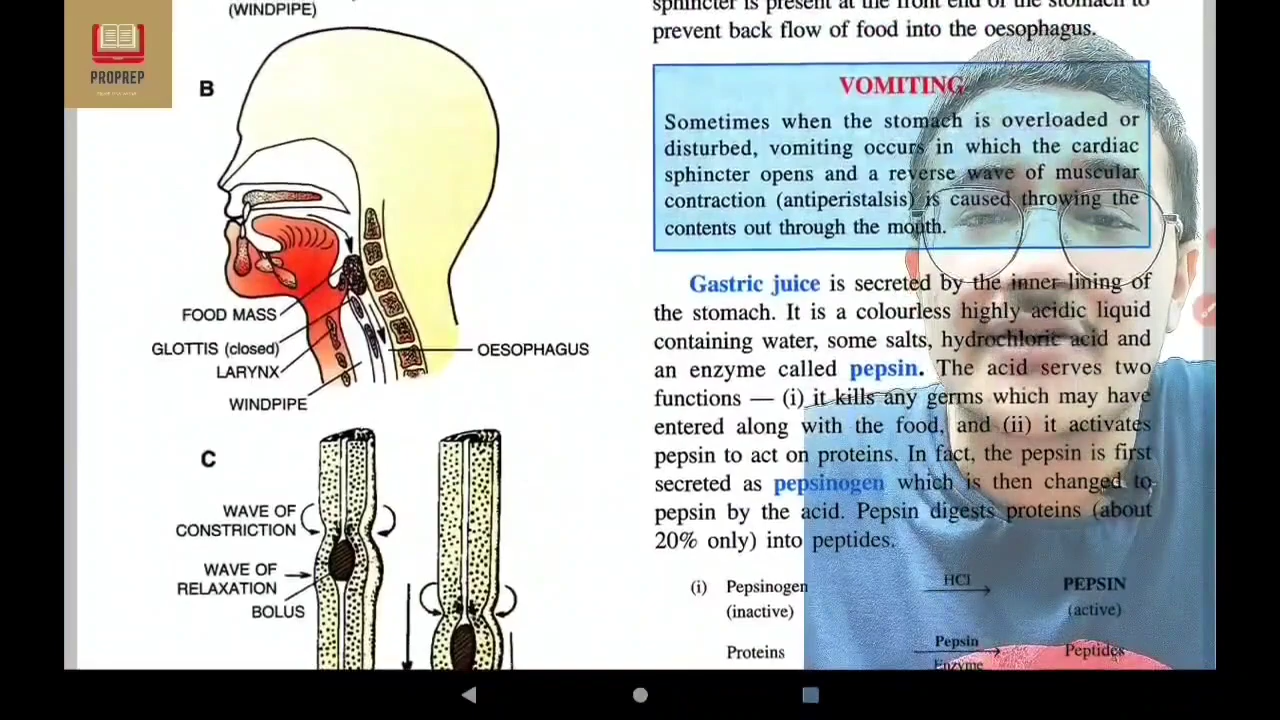 (WINDPIPE)
PROPREP
B
FOOD MASS
GLOTTIS (closed)
LARYNX
WINDPIPE
OESOPHAGUS
C
WAVE OF
CONSTRICTION
WAVE OF
RELAXATION
BOLUS
sphincter is present at the front end of the stomach to
prevent back flow of food into the oesophagus.
VOMITING
Sometimes when the stomach is overloaded or
disturbed, vomiting occurs in which the cardiac
sphincter opens and a reverse wave of muscular
contraction (antiperistalsis) is caused throwing the
contents out through the mouth.
Gastric juice is secreted by the inner lining of
the stomach. It is a colourless highly acidic liquid
containing water, some salts, hydrochloric acid and
an enzyme called pepsin. The acid serves two
functions — (i) it kills any germs which may have
entered along with the food, and (ii) it activates
pepsin to act on proteins. In fact, the pepsin is first
secreted as pepsinogen which is then changed to
pepsin by the acid. Pepsin digests proteins (about
20% only) into peptides.
(i) Pepsinogen HCl PEPSIN
(inactive) (active)
Proteins Pepsin Peptides
Enzyme